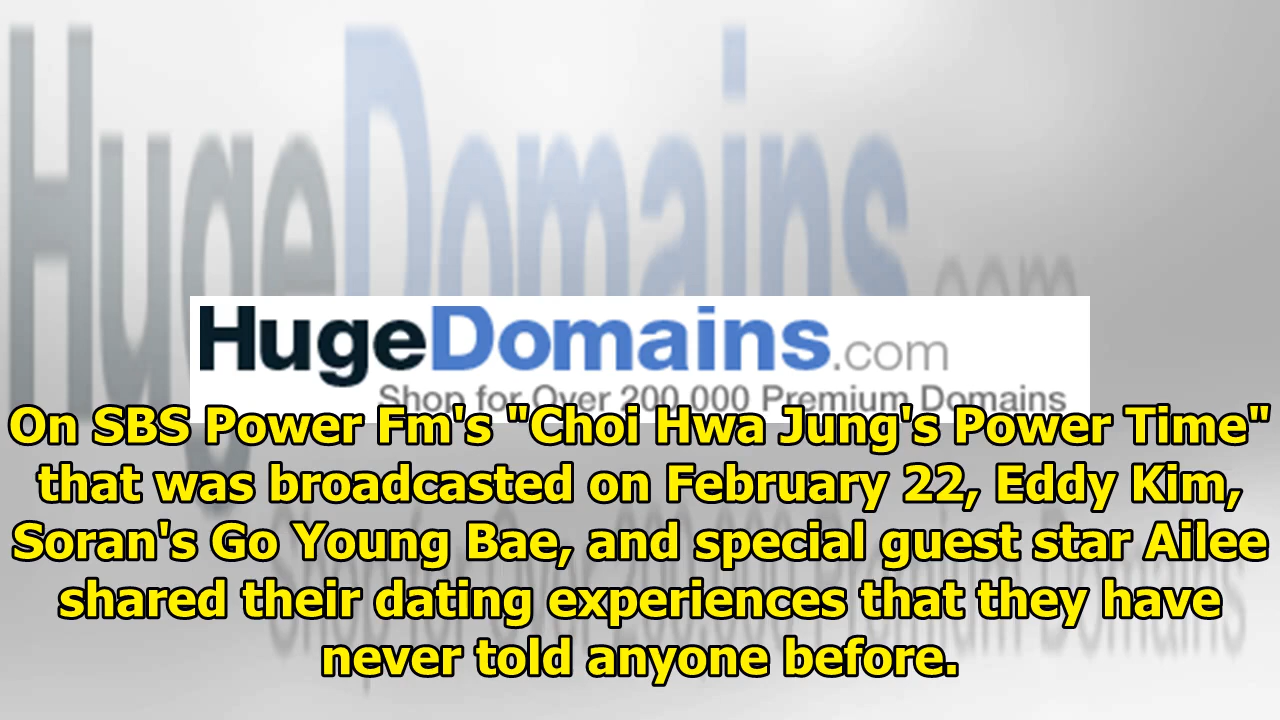 HugeDomains.com
HugeDomains.com
Shop for Over 200,000 Premium Domains
On SBS Power Fm's "Choi Hwa Jung's Power Time"
that was broadcasted on February 22, Eddy Kim,
Soran's Go Young Bae, and special guest star Ailee
shared their dating experiences that they have
never told anyone before.